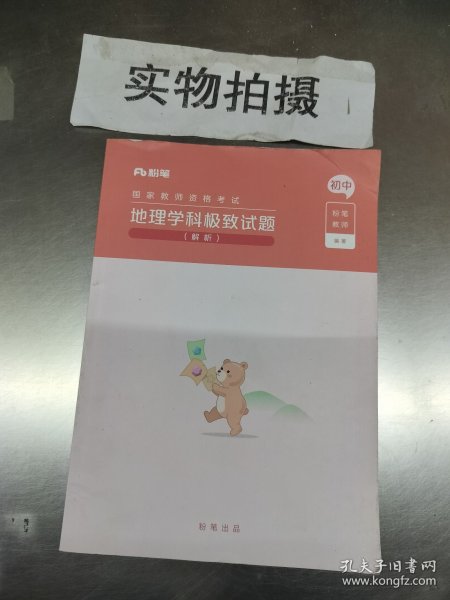 实物拍摄
粉笔
初中
国家教师资格考试
地理学科极致试题
（解析）
粉笔
教师
编著
粉笔出品
孔夫子旧书网
www.kongfz.com